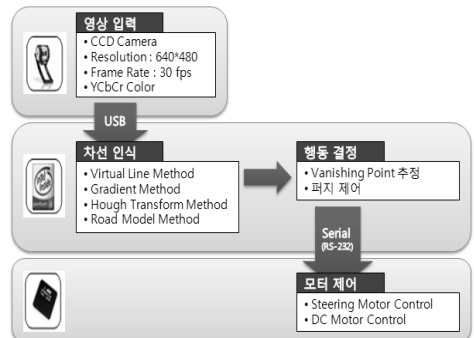 영상 입력
• CCD Camera
• Resolution : 640*480
• Frame Rate : 30 fps
• YCbCr Color
USB
차선 인식
• Virtual Line Method
• Gradient Method
• Hough Transform Method
• Road Model Method
행동 결정
• Vanishing Point 추정
• 퍼지 제어
Serial
(RS-232)
모터 제어
• Steering Motor Control
• DC Motor Control